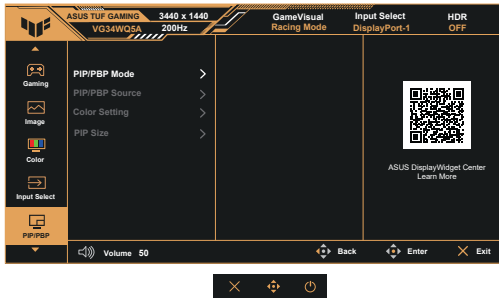 ASUS TUF GAMING 3440 x 1440
VG34WQ5A 200Hz
GameVisual
Racing Mode
Input Select
DisplayPort-1
HDR
OFF
Gaming
Image
Color
Input Select
PIP/PBP
PIP/PBP Mode
PIP/PBP Source
Color Setting
PIP Size
ASUS DisplayWidget Center
Learn More
Volume 50
Back
Enter
Exit